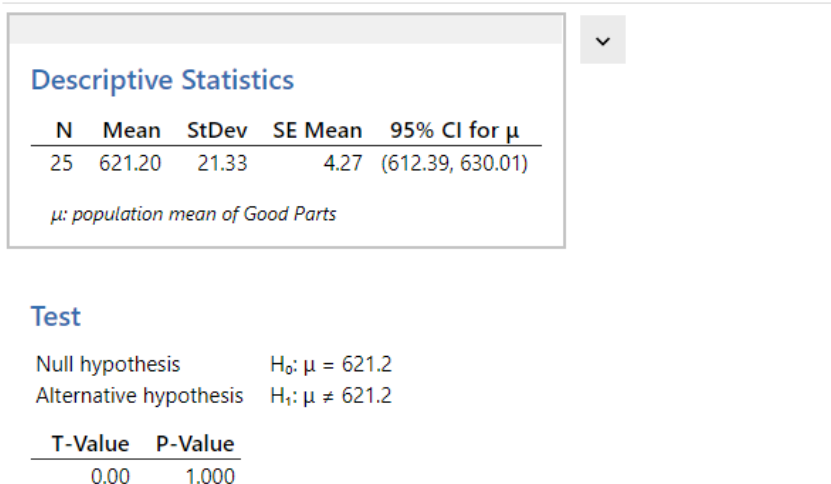 Descriptive Statistics
N Mean StDev SE Mean 95% CI for μ
25 621.20 21.33 4.27 (612.39, 630.01)
μ: population mean of Good Parts
Test
Null hypothesis H₀: μ = 621.2
Alternative hypothesis H₁: μ ≠ 621.2
T-Value P-Value
0.00 1.000